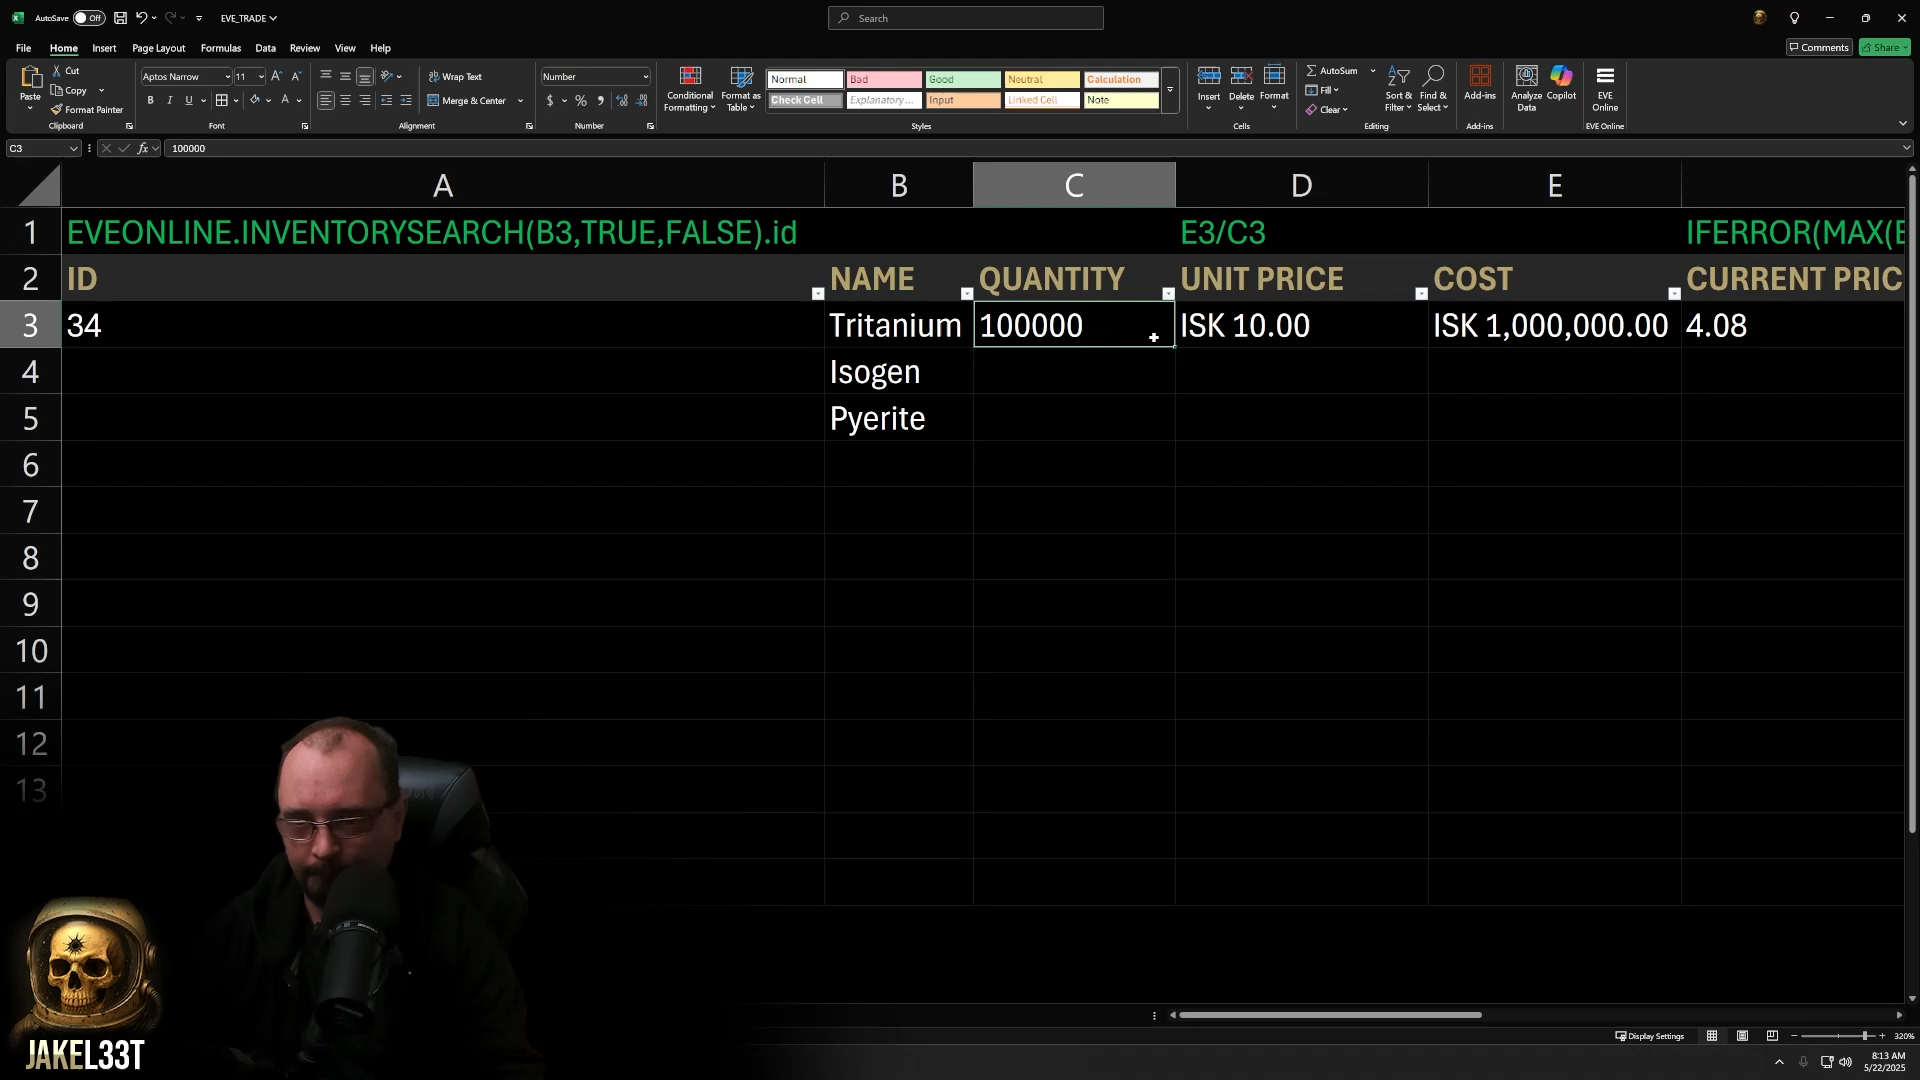 AutoSave Off EVE_TRADE Search
File Home Insert Page Layout Formulas Data Review View Help Comments Share
Paste Cut Copy Format Painter Clipboard
Aptos Narrow 11 B I U A Font
Wrap Text Merge & Center Alignment
Number $ % 9 Number
Conditional Formatting Format as Table
Normal Bad Good Neutral Calculation
Check Cell Explanatory... Input Linked Cell Note
Styles
Insert Delete Format Cells
AutoSum Fill Clear Sort & Filter Find & Select Editing
Add-ins Add-ins
Analyze Data Copilot
EVE Online EVE Online
C3 fx 100000
A B C D E
1 EVEONLINE.INVENTORYSEARCH(B3,TRUE,FALSE).id E3/C3 IFERROR(MAX(E
2 ID NAME QUANTITY UNIT PRICE COST CURRENT PRIC
3 34 Tritanium 100000 ISK 10.00 ISK 1,000,000.00 4.08
4 Isogen
5 Pyerite
6
7
8
9
10
11
12
13
JAKEL33T
Display Settings 320%
8:13 AM
5/22/2025